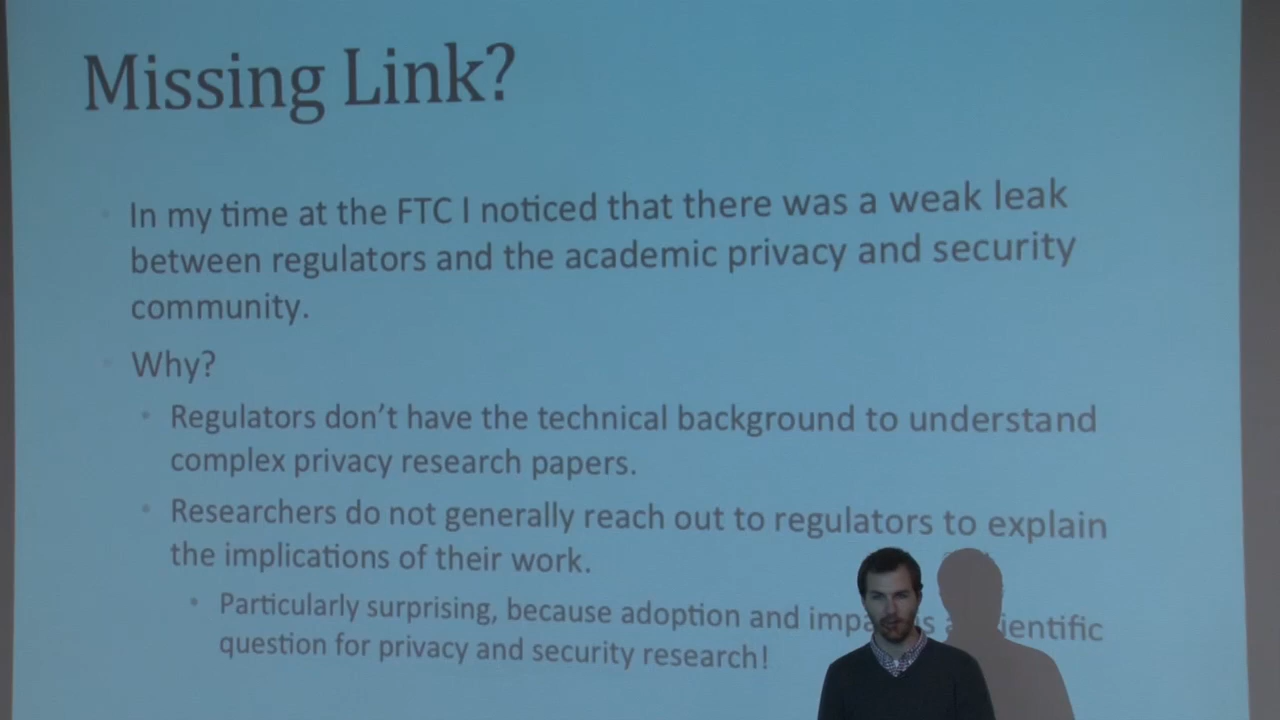 Missing Link?
In my time at the FTC I noticed that there was a weak leak
between regulators and the academic privacy and security
community.
Why?
Regulators don't have the technical background to understand
complex privacy research papers.
Researchers do not generally reach out to regulators to explain
the implications of their work.
Particularly surprising, because adoption and
question for privacy and security research!